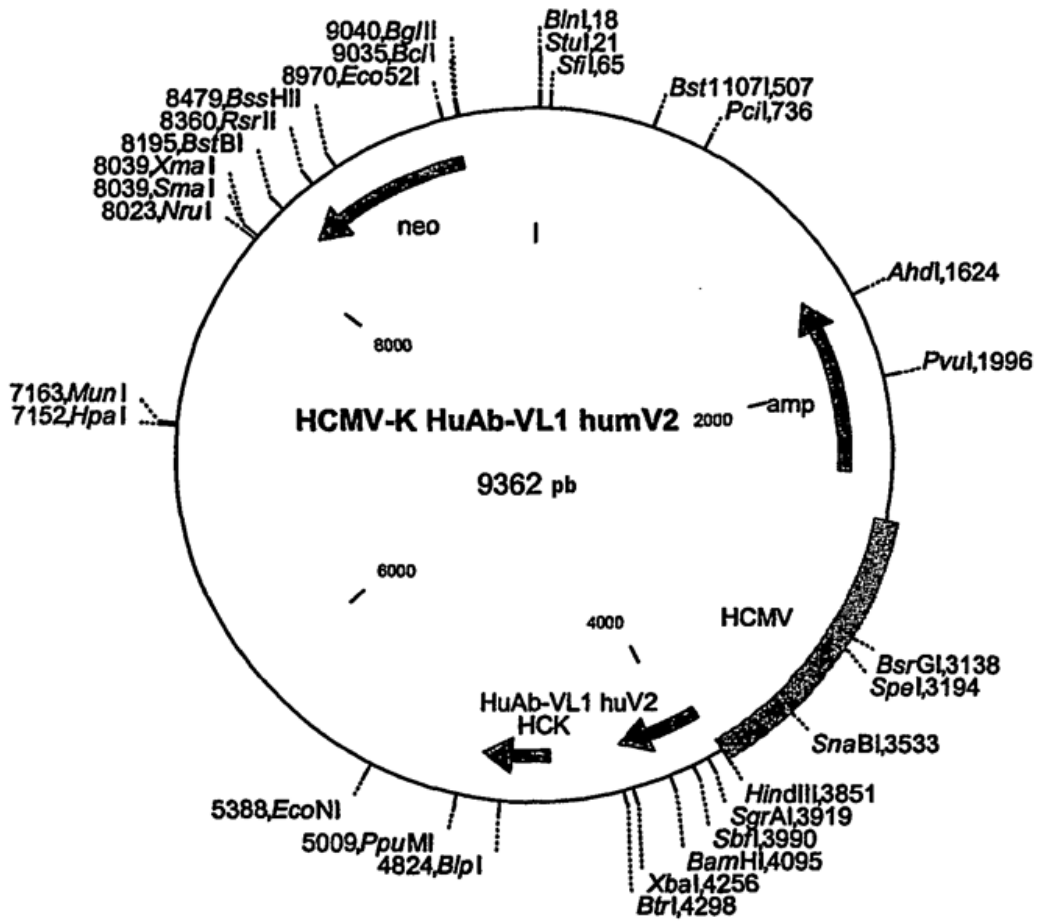 9040,BglII
9035,BclI
8970,Eco52I
8479,BssHII
8360,RsrII
8195,BstBI
8039,XmaI
8039,SmaI
8023,NruI
7163,MunI
7152,HpaI
BlnI,18
StuI,21
SfiI,65
Bst1107I,507
PciI,736
AhdI,1624
PvuI,1996
neo
8000
amp
2000
HCMV-K HuAb-VL1 humV2
9362 pb
6000
4000
HCMV
HuAb-VL1 huV2
HCK
BsrGI,3138
SpeI,3194
SnaBI,3533
HindIII,3851
SgrAI,3919
SbfI,3990
BamHI,4095
XbaI,4256
BtrI,4298
5388,EcoNI
5009,PpuMI
4824,BlpI